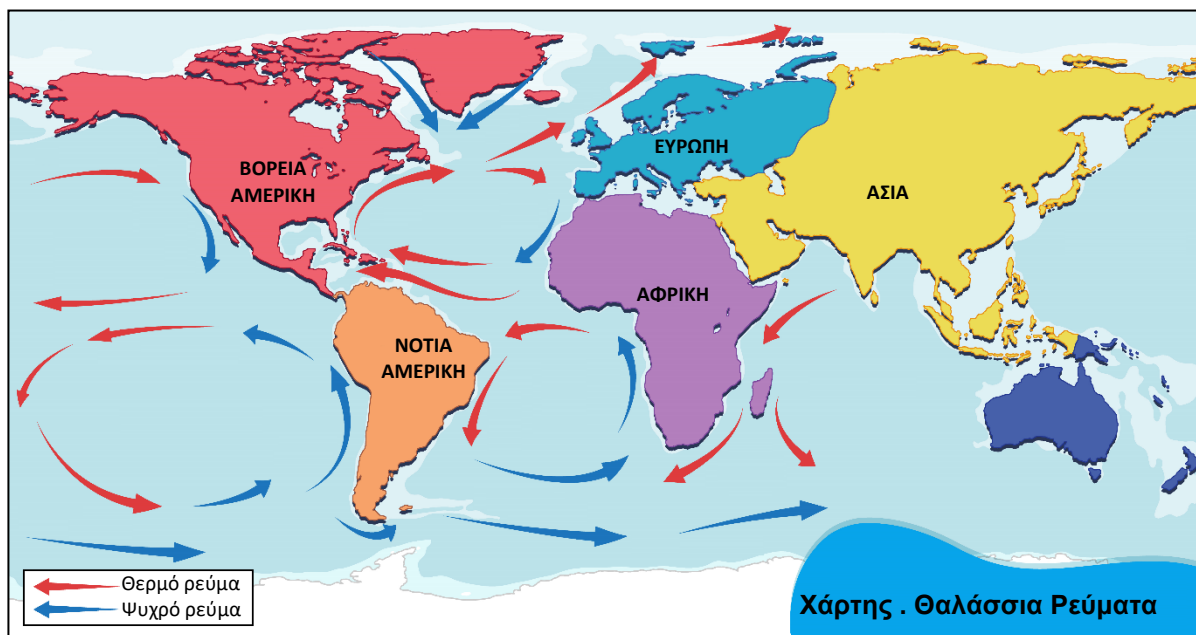 ΒΟΡΕΙΑ
ΑΜΕΡΙΚΗ
ΕΥΡΩΠΗ
ΑΣΙΑ
ΑΦΡΙΚΗ
ΝΟΤΙΑ
ΑΜΕΡΙΚΗ
Θερμό ρεύμα
Ψυχρό ρεύμα
Χάρτης . Θαλάσσια Ρεύματα